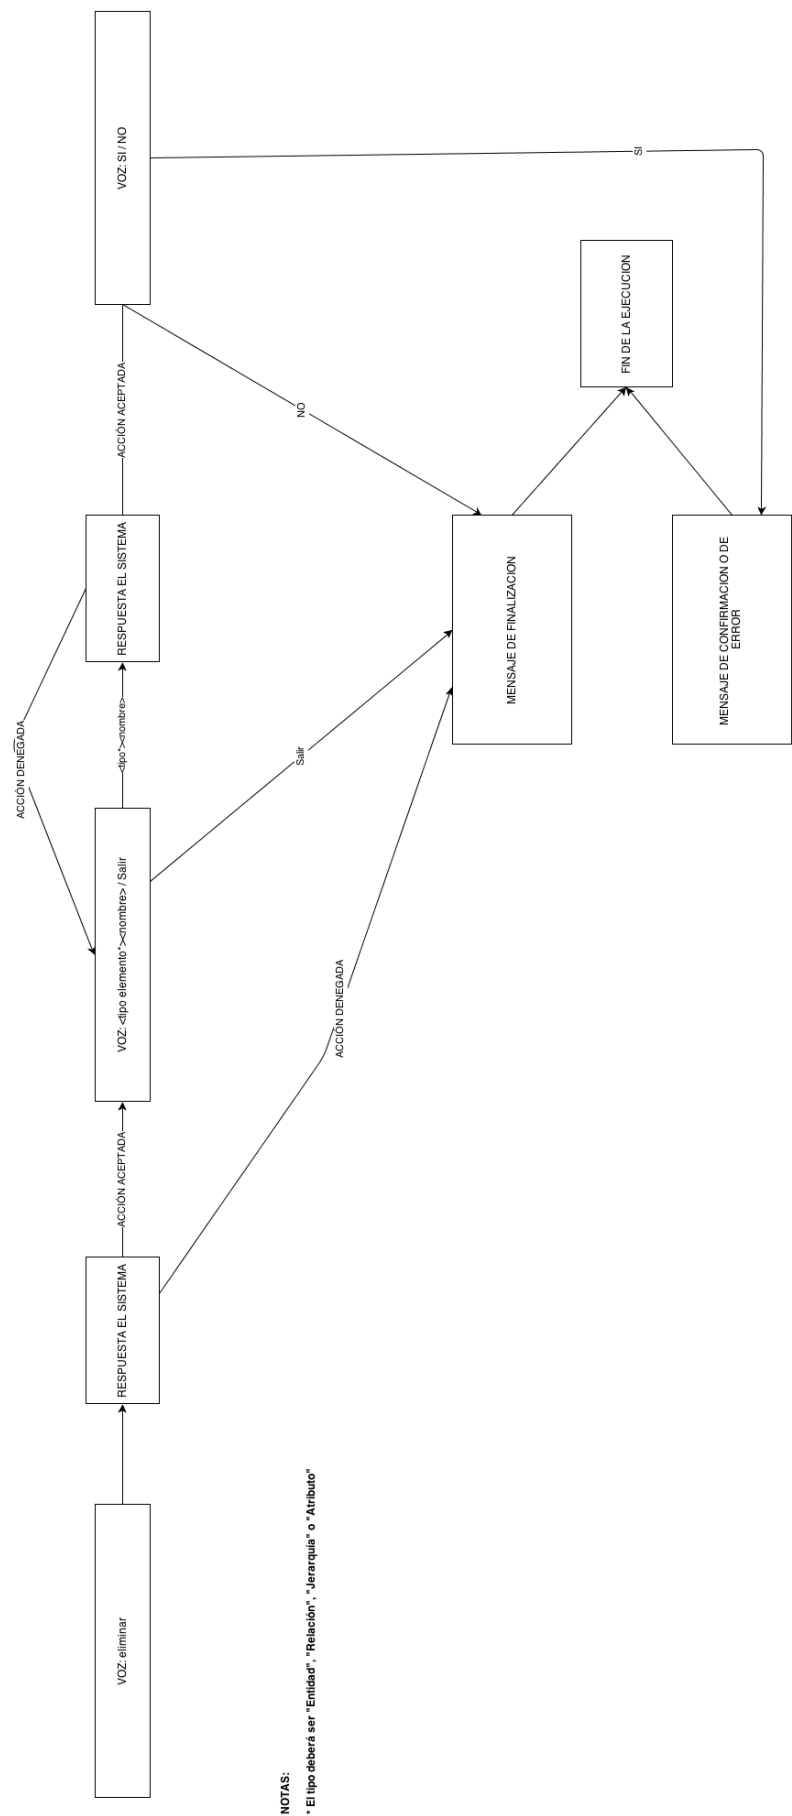 VOZ: eliminar
RESPUESTA EL SISTEMA
ACCIÓN ACEPTADA
VOZ: <tipo elemento*><nombre> / Salir
ACCIÓN DENEGADA
<tipo*><nombre>
RESPUESTA EL SISTEMA
ACCIÓN ACEPTADA
VOZ: SI / NO
Salir
ACCIÓN DENEGADA
NO
SI
MENSAJE DE FINALIZACION
FIN DE LA EJECUCION
MENSAJE DE CONFIRMACION O DE
ERROR
NOTAS:
* El tipo deberá ser "Entidad", "Relación", "Jerarquía" o "Atributo"